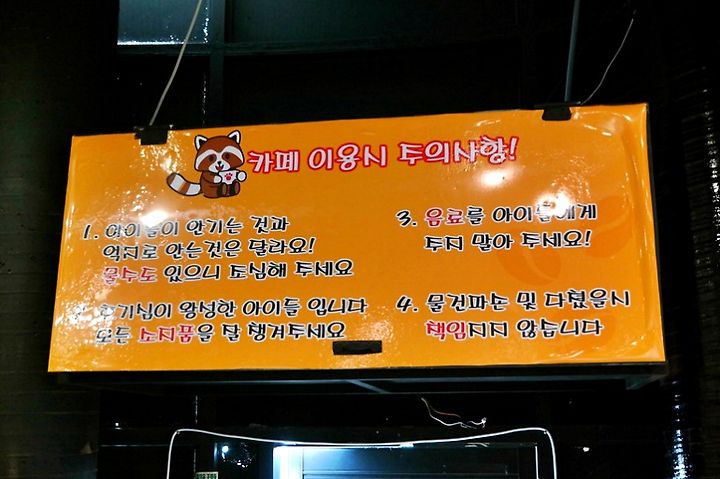 카페 이용시 주의사항!
1. 아이들이 안기는 것과
억지로 안는것은 달라요!
물수도 있으니 조심해 주세요
2. 호기심이 왕성한 아이들 입니다
모든 소지품을 잘 챙겨주세요
3. 음료를 아이들에게
주지 말아 주세요!
4. 물건파손 및 다쳤을시
책임지지 않습니다